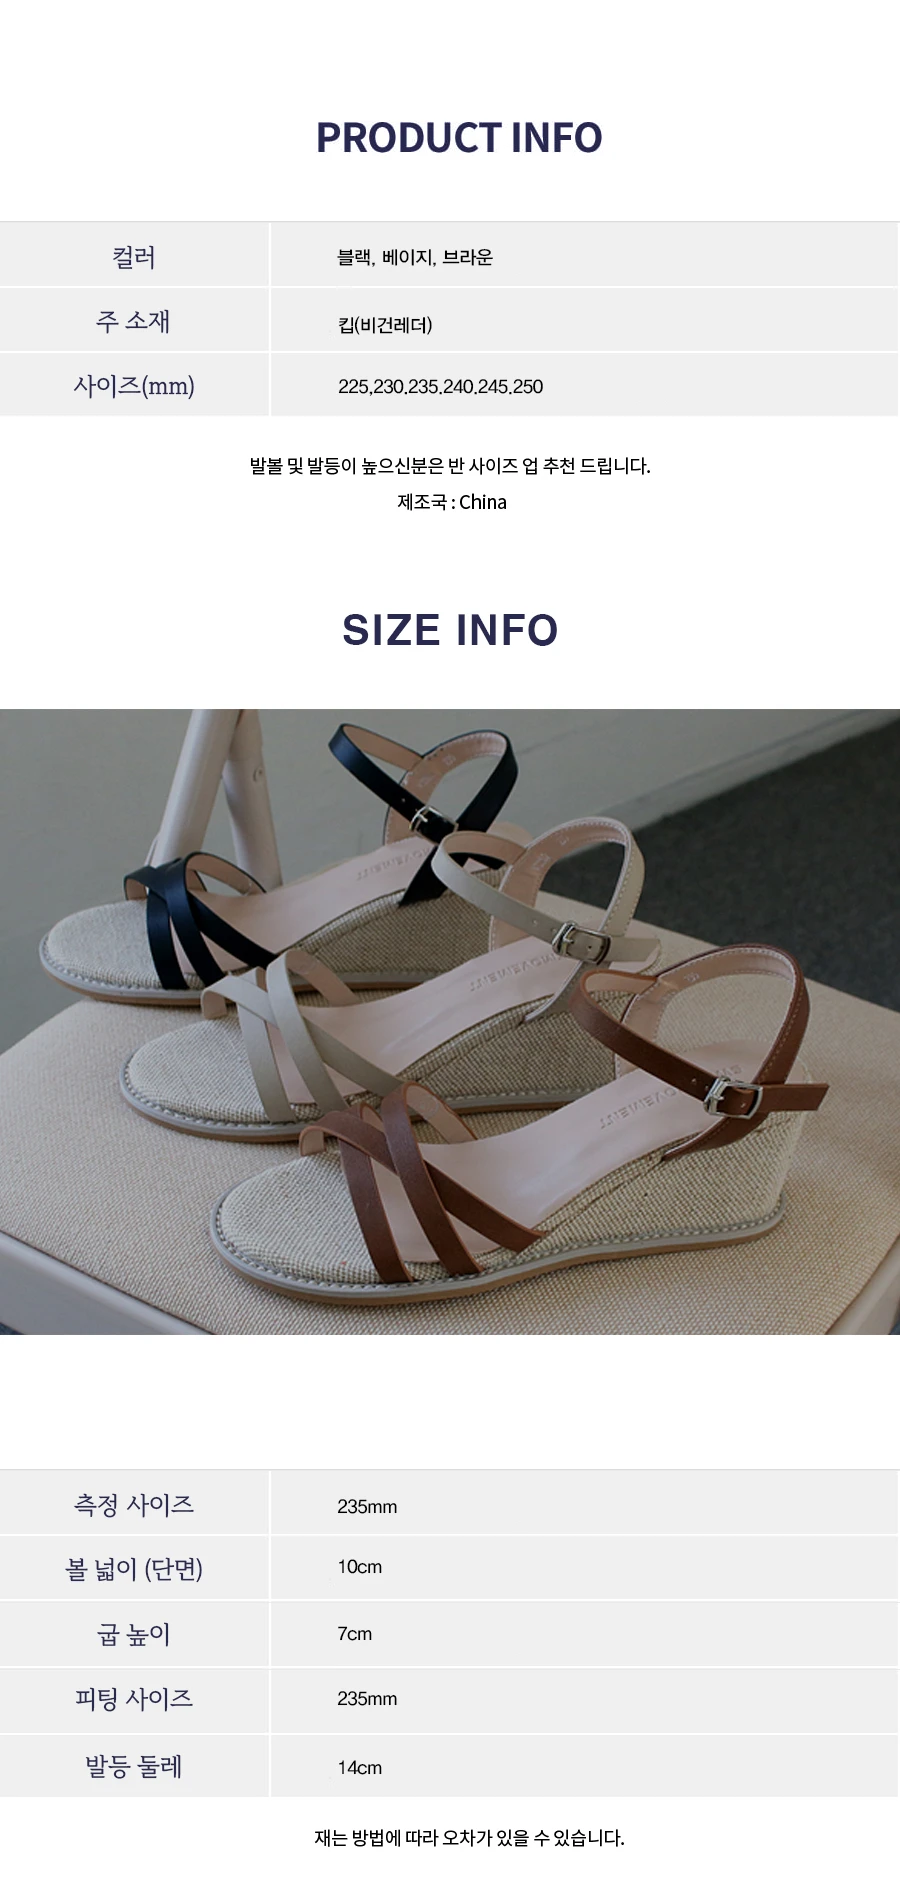 PRODUCT INFO
컬러 블랙, 베이지, 브라운
주 소재 킵(비건레더)
사이즈(mm) 225,230,235,240,245,250
발볼 및 발등이 높으신분은 반 사이즈 업 추천 드립니다.
제조국 : China
SIZE INFO
측정 사이즈 235mm
볼 넓이 (단면) 10cm
굽 높이 7cm
피팅 사이즈 235mm
발등 둘레 14cm
재는 방법에 따라 오차가 있을 수 있습니다.